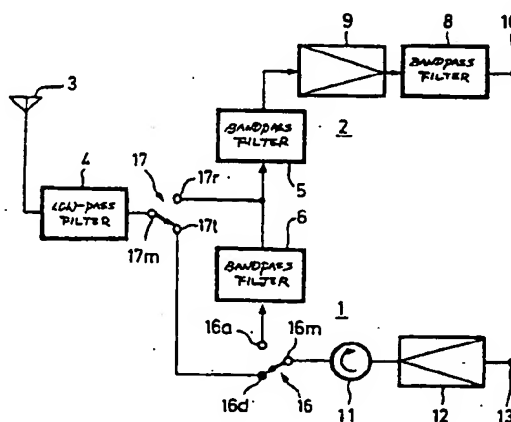 9
8
10
BANDPASS
FILTER
3
BANDPASS
FILTER
2
4
17
17r
5
LOW-PASS
FILTER
17m
17t
6
BANDPASS
FILTER
16a
16m
1
16d
16
11
12
13